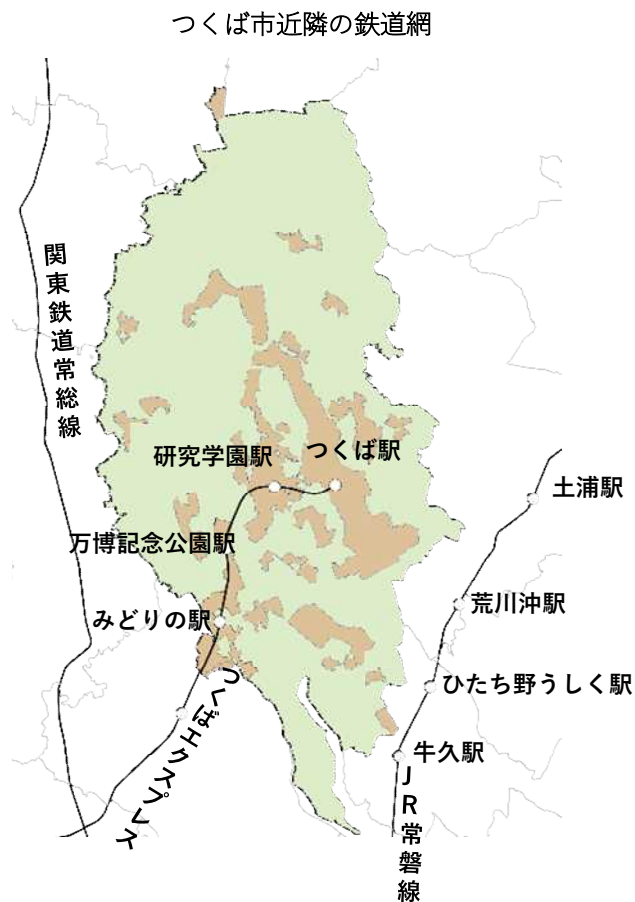 つくば市近隣の鉄道網
関東鉄道常総線
研究学園駅
つくば駅
土浦駅
万博記念公園駅
荒川沖駅
みどりの駅
ひたち野うしく駅
つくばエクスプレス
牛久駅
JR常磐線